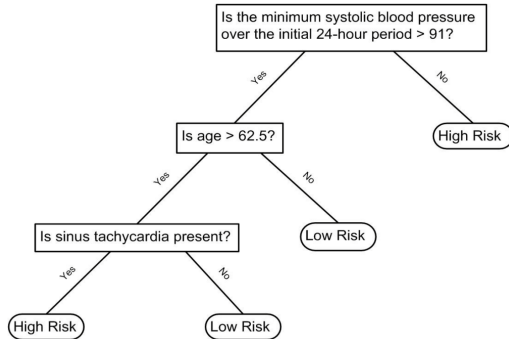 Is the minimum systolic blood pressure
over the initial 24-hour period > 91?
Yes
No
Is age > 62.5?
High Risk
Yes
No
Is sinus tachycardia present?
Low Risk
Yes
No
High Risk
Low Risk